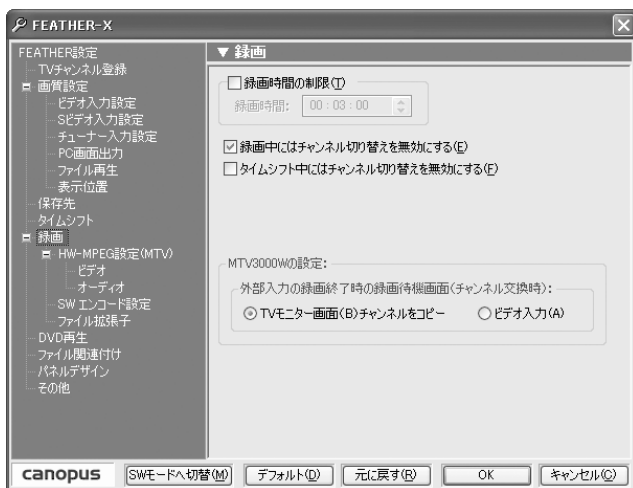 FEATHER-X
FEATHER設定
TVチャンネル登録
画質設定
ビデオ入力設定
Sビデオ入力設定
チューナー入力設定
PC画面出力
ファイル再生
表示位置
保存先
タイムシフト
録画
HW-MPEG設定(MTV)
ビデオ
オーディオ
SW エンコード設定
ファイル拡張子
DVD再生
ファイル関連付け
パネルデザイン
その他
▼ 録画
録画時間の制限(T)
録画時間: 00 : 03 : 00
録画中にはチャンネル切り替えを無効にする(E)
タイムシフト中にはチャンネル切り替えを無効にする(F)
MTV3000Wの設定:
外部入力の録画終了時の録画待機画面(チャンネル交換時):
TVモニター画面(B)チャンネルをコピー ビデオ入力(A)
canopus SWモードへ切替(M) デフォルト(D) 元に戻す(R) OK キャンセル(C)